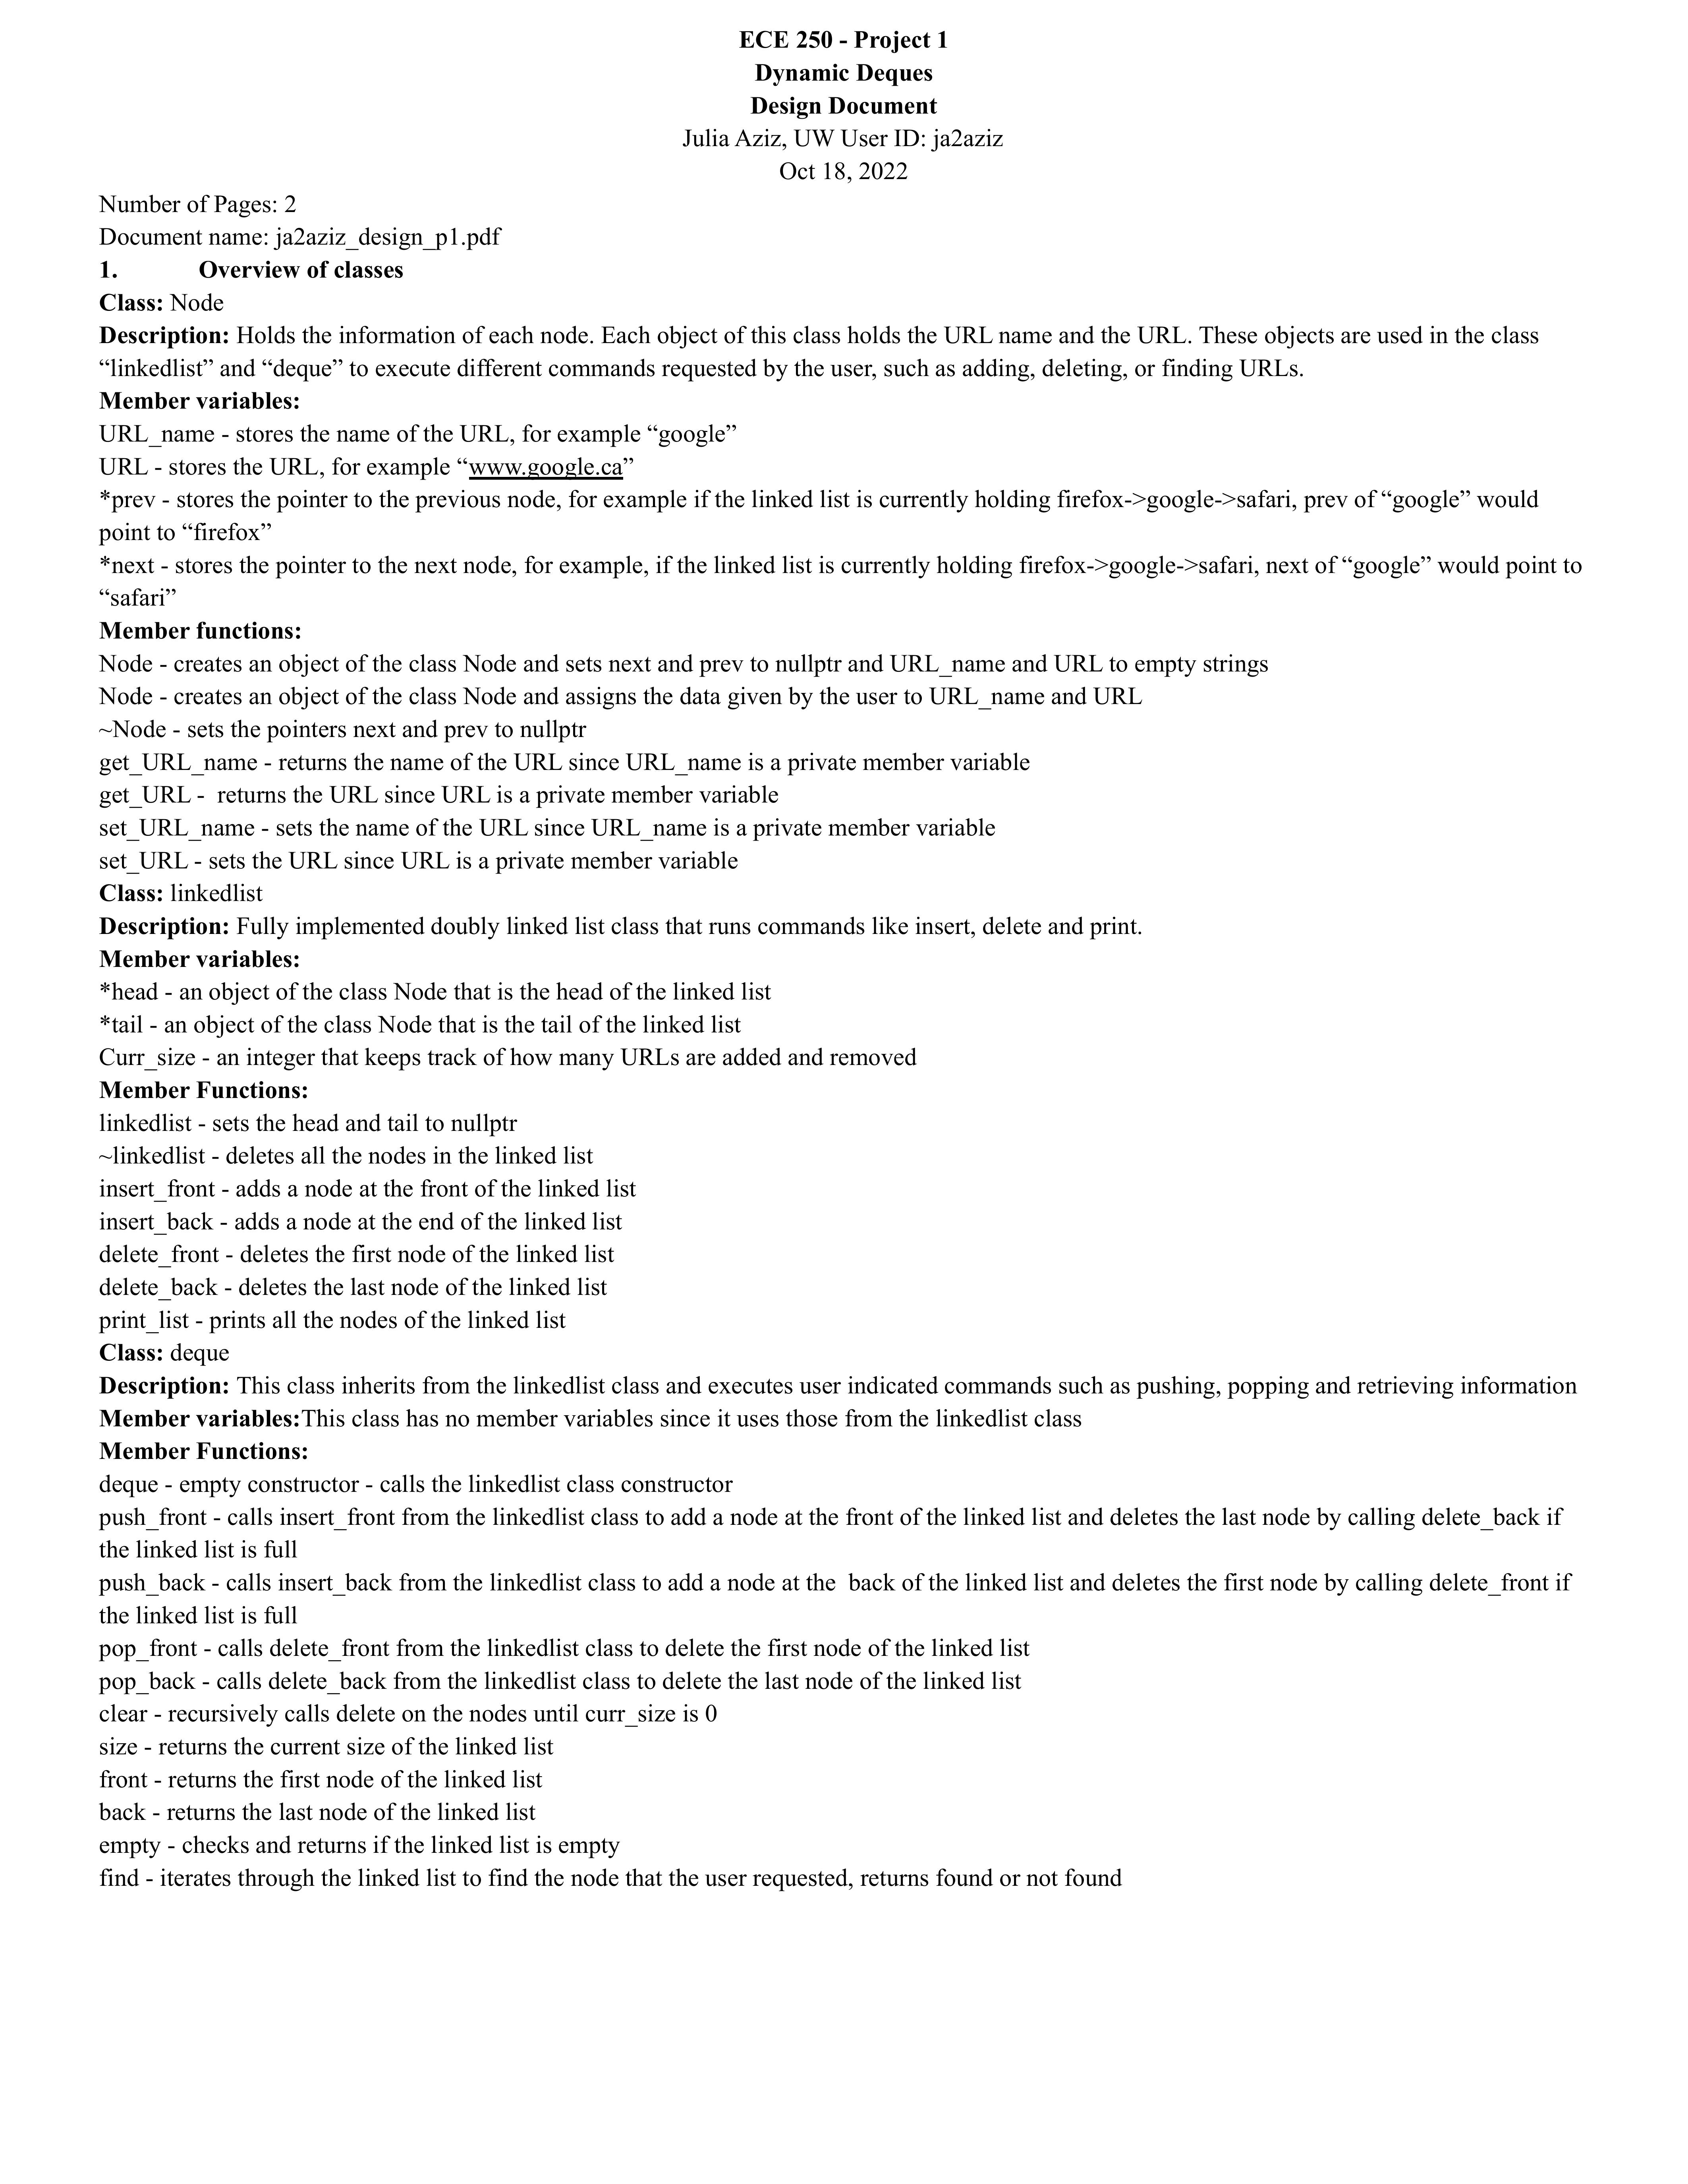 ECE 250 - Project 1
Dynamic Deques
Design Document
Julia Aziz, UW User ID: ja2aziz
Oct 18, 2022
Number of Pages: 2
Document name: ja2aziz_design_p1.pdf
1. Overview of classes
Class: Node
Description: Holds the information of each node. Each object of this class holds the URL name and the URL. These objects are used in the class
“linkedlist” and “deque” to execute different commands requested by the user, such as adding, deleting, or finding URLs.
Member variables:
URL_name - stores the name of the URL, for example “google”
URL - stores the URL, for example “www.google.ca”
*prev - stores the pointer to the previous node, for example if the linked list is currently holding firefox->google->safari, prev of “google” would
point to “firefox”
*next - stores the pointer to the next node, for example, if the linked list is currently holding firefox->google->safari, next of “google” would point to
“safari”
Member functions:
Node - creates an object of the class Node and sets next and prev to nullptr and URL_name and URL to empty strings
Node - creates an object of the class Node and assigns the data given by the user to URL_name and URL
~Node - sets the pointers next and prev to nullptr
get_URL_name - returns the name of the URL since URL_name is a private member variable
get_URL -  returns the URL since URL is a private member variable
set_URL_name - sets the name of the URL since URL_name is a private member variable
set_URL - sets the URL since URL is a private member variable
Class: linkedlist
Description: Fully implemented doubly linked list class that runs commands like insert, delete and print.
Member variables:
*head - an object of the class Node that is the head of the linked list
*tail - an object of the class Node that is the tail of the linked list
Curr_size - an integer that keeps track of how many URLs are added and removed
Member Functions:
linkedlist - sets the head and tail to nullptr
~linkedlist - deletes all the nodes in the linked list
insert_front - adds a node at the front of the linked list
insert_back - adds a node at the end of the linked list
delete_front - deletes the first node of the linked list
delete_back - deletes the last node of the linked list
print_list - prints all the nodes of the linked list
Class: deque
Description: This class inherits from the linkedlist class and executes user indicated commands such as pushing, popping and retrieving information
Member variables:This class has no member variables since it uses those from the linkedlist class
Member Functions:
deque - empty constructor - calls the linkedlist class constructor
push_front - calls insert_front from the linkedlist class to add a node at the front of the linked list and deletes the last node by calling delete_back if
the linked list is full
push_back - calls insert_back from the linkedlist class to add a node at the  back of the linked list and deletes the first node by calling delete_front if
the linked list is full
pop_front - calls delete_front from the linkedlist class to delete the first node of the linked list
pop_back - calls delete_back from the linkedlist class to delete the last node of the linked list
clear - recursively calls delete on the nodes until curr_size is 0
size - returns the current size of the linked list
front - returns the first node of the linked list
back - returns the last node of the linked list
empty - checks and returns if the linked list is empty
find - iterates through the linked list to find the node that the user requested, returns found or not found